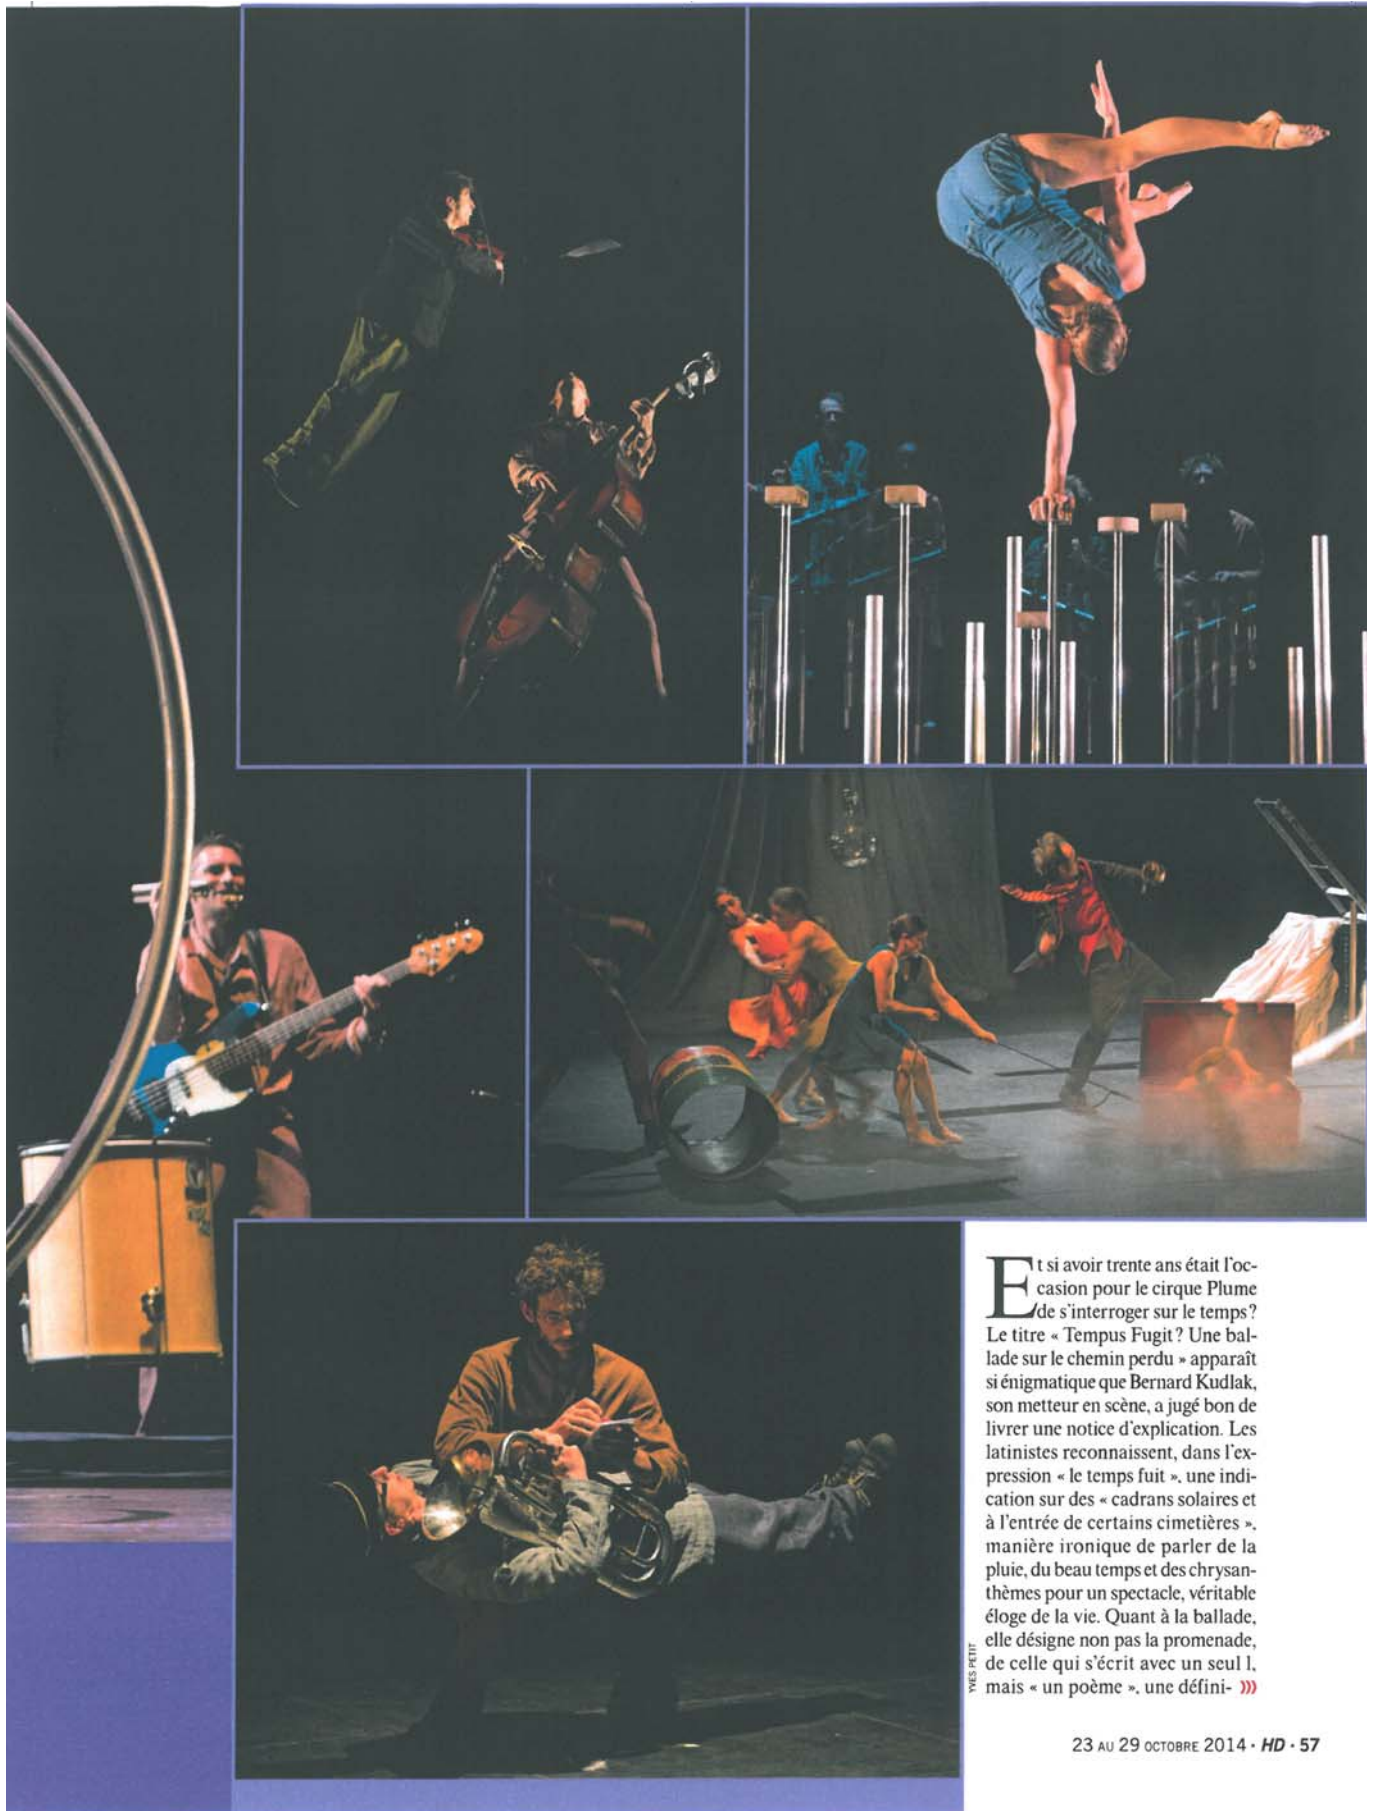 Et si avoir trente ans était l'oc-
casion pour le cirque Plume
de s'interroger sur le temps?
Le titre « Tempus Fugit? Une bal-
lade sur le chemin perdu » apparaît
si énigmatique que Bernard Kudlak,
son metteur en scène, a jugé bon de
livrer une notice d'explication. Les
latinistes reconnaissent, dans l'ex-
pression « le temps fuit », une indi-
cation sur des « cadrans solaires et
à l'entrée de certains cimetières »,
manière ironique de parler de la
pluie, du beau temps et des chrysan-
thèmes pour un spectacle, véritable
éloge de la vie. Quant à la ballade,
elle désigne non pas la promenade,
de celle qui s'écrit avec un seul l,
mais « un poème », une défini- )))
YVES PETIT
23 AU 29 OCTOBRE 2014 · HD · 57